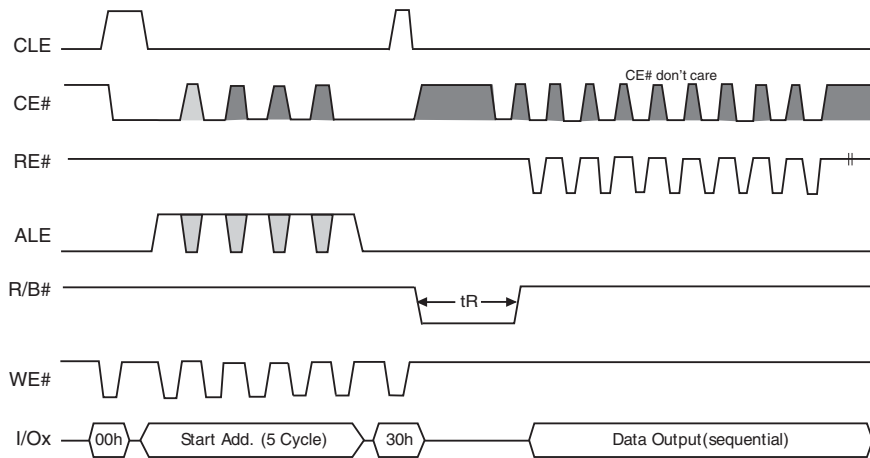 CLE
CE# don't care
CE#
RE#
ALE
R/B#
tR
WE#
I/Ox
00h
Start Add. (5 Cycle)
30h
Data Output(sequential)